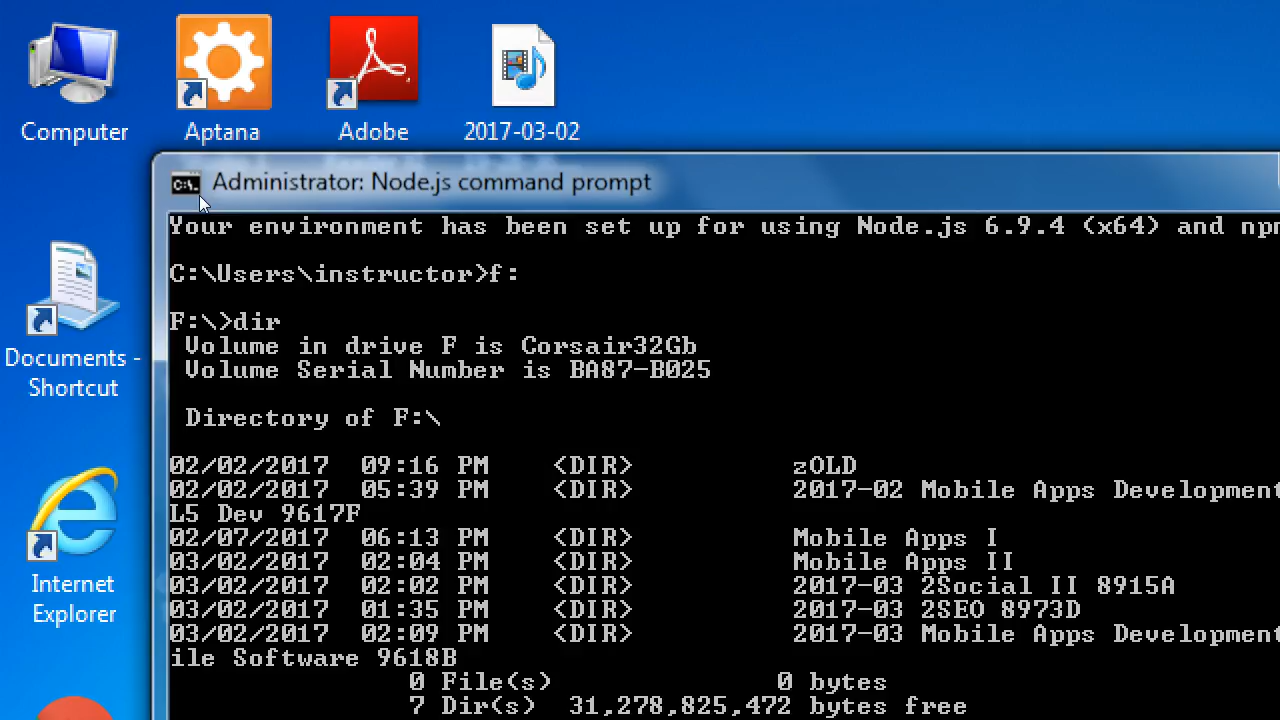 Computer
Aptana
Adobe
2017-03-02
Documents -
Shortcut
Internet
Explorer
C:\.
Administrator: Node.js command prompt
Your environment has been set up for using Node.js 6.9.4 (x64) and npm
C:\Users\instructor>f:
F:\>dir
Volume in drive F is Corsair32Gb
Volume Serial Number is BA87-B025
Directory of F:\
02/02/2017 09:16 PM <DIR> zOLD
02/02/2017 05:39 PM <DIR> 2017-02 Mobile Apps Development
L5 Dev 9617F
02/07/2017 06:13 PM <DIR> Mobile Apps I
03/02/2017 02:04 PM <DIR> Mobile Apps II
03/02/2017 02:02 PM <DIR> 2017-03 2Social II 8915A
03/02/2017 01:35 PM <DIR> 2017-03 2SEO 8973D
03/02/2017 02:09 PM <DIR> 2017-03 Mobile Apps Development
ile Software 9618B
0 File(s) 0 bytes
7 Dir(s) 31,278,825,472 bytes free